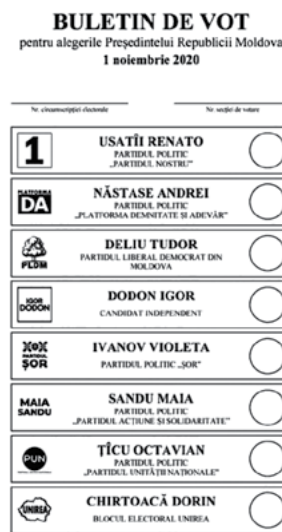 BULETIN DE VOT
pentru alegerile Președintelui Republicii Moldova
1 noiembrie 2020
Nr. circumscripției electorale Nr. secției de votare
1
USATÎI RENATO
PARTIDUL POLITIC
„PARTIDUL NOSTRU”
PLATFORMA
DA
NĂSTASE ANDREI
PARTIDUL POLITIC
„PLATFORMA DEMNITATE ȘI ADEVĂR”
PLDM
DELIU TUDOR
PARTIDUL LIBERAL DEMOCRAT DIN
MOLDOVA
IGOR
DODON
DODON IGOR
CANDIDAT INDEPENDENT
PARTIDUL
ȘOR
IVANOV VIOLETA
PARTIDUL POLITIC „ȘOR”
MAIA
SANDU
SANDU MAIA
PARTIDUL POLITIC
„PARTIDUL ACȚIUNE ȘI SOLIDARITATE”
PUN
ȚÎCU OCTAVIAN
PARTIDUL POLITIC
„PARTIDUL UNITĂȚII NAȚIONALE”
UNIREA
CHIRTOACĂ DORIN
BLOCUL ELECTORAL UNIREA